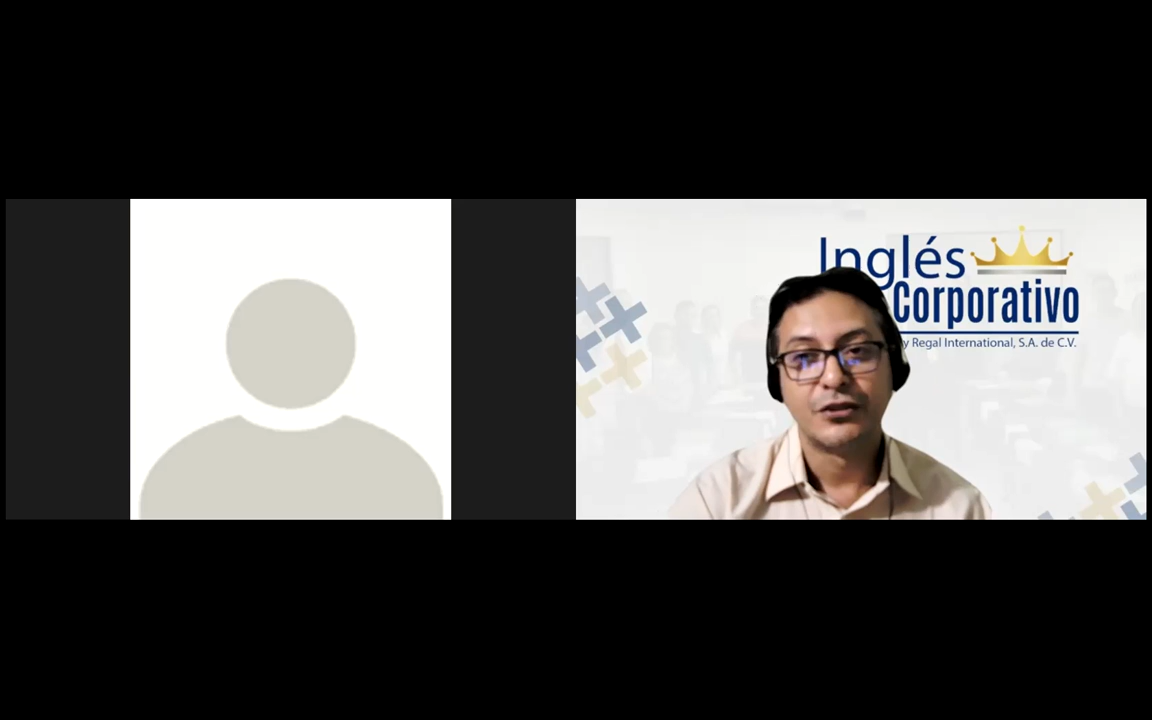 Inglés
Corporativo
y Regal International, S.A. de C.V.